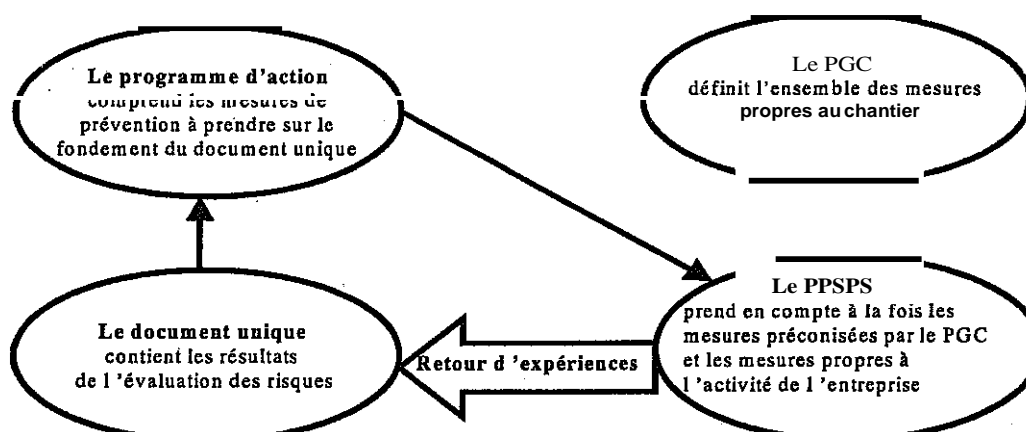 Le programme d'action
comprend les mesures de
prévention à prendre sur le
fondement du document unique
Le PGC
définit l'ensemble des mesures
propres au chantier
Le document unique
contient les résultats
de l 'évaluation des risques
Retour d 'expériences
Le PPSPS
prend en compte à la fois les
mesures préconisées par le PGC
et les mesures propres à
l 'activité de l 'entreprise